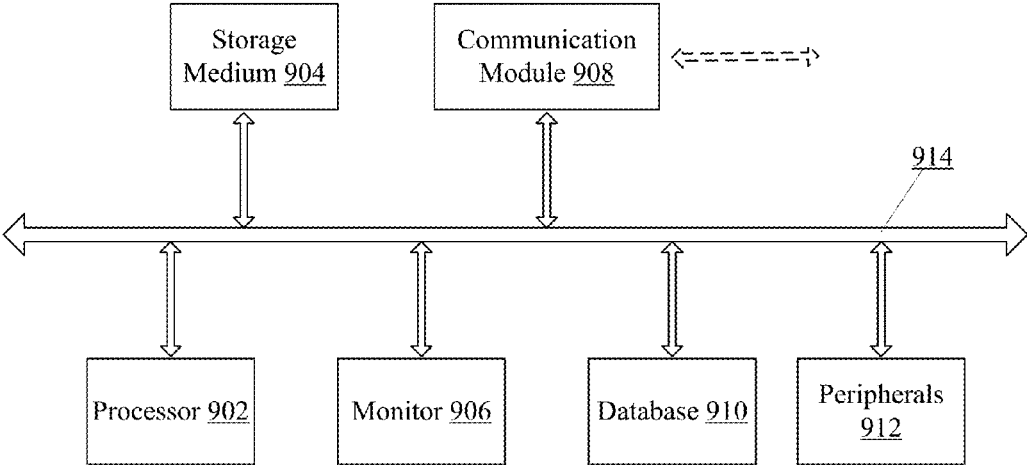 Storage
Medium 904
Communication
Module 908
914
Processor 902
Monitor 906
Database 910
Peripherals
912